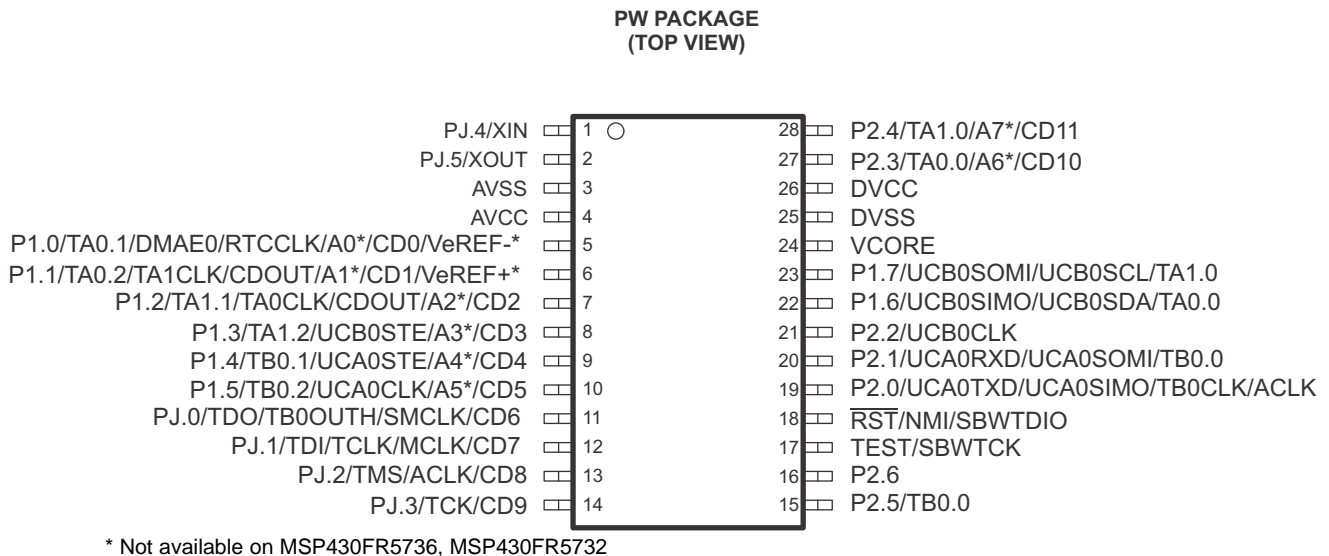 PW PACKAGE
(TOP VIEW)
PJ.4/XIN 1 28 P2.4/TA1.0/A7*/CD11
PJ.5/XOUT 2 27 P2.3/TA0.0/A6*/CD10
AVSS 3 26 DVCC
AVCC 4 25 DVSS
P1.0/TA0.1/DMAE0/RTCCLK/A0*/CD0/VeREF-* 5 24 VCORE
P1.1/TA0.2/TA1CLK/CDOUT/A1*/CD1/VeREF+* 6 23 P1.7/UCB0SOMI/UCB0SCL/TA1.0
P1.2/TA1.1/TA0CLK/CDOUT/A2*/CD2 7 22 P1.6/UCB0SIMO/UCB0SDA/TA0.0
P1.3/TA1.2/UCB0STE/A3*/CD3 8 21 P2.2/UCB0CLK
P1.4/TB0.1/UCA0STE/A4*/CD4 9 20 P2.1/UCA0RXD/UCA0SOMI/TB0.0
P1.5/TB0.2/UCA0CLK/A5*/CD5 10 19 P2.0/UCA0TXD/UCA0SIMO/TB0CLK/ACLK
PJ.0/TDO/TB0OUTH/SMCLK/CD6 11 18 RST/NMI/SBWTDIO
PJ.1/TDI/TCLK/MCLK/CD7 12 17 TEST/SBWTCK
PJ.2/TMS/ACLK/CD8 13 16 P2.6
PJ.3/TCK/CD9 14 15 P2.5/TB0.0
* Not available on MSP430FR5736, MSP430FR5732